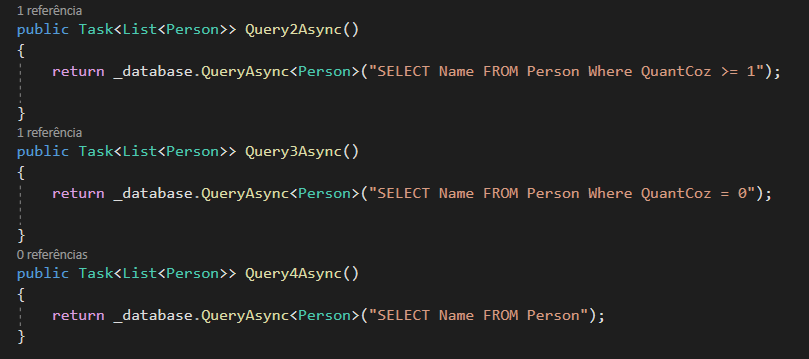 1 referência
public Task<List<Person>> Query2Async()
{
return _database.QueryAsync<Person>("SELECT Name FROM Person Where QuantCoz >= 1");
}
1 referência
public Task<List<Person>> Query3Async()
{
return _database.QueryAsync<Person>("SELECT Name FROM Person Where QuantCoz = 0");
}
0 referências
public Task<List<Person>> Query4Async()
{
return _database.QueryAsync<Person>("SELECT Name FROM Person");
}